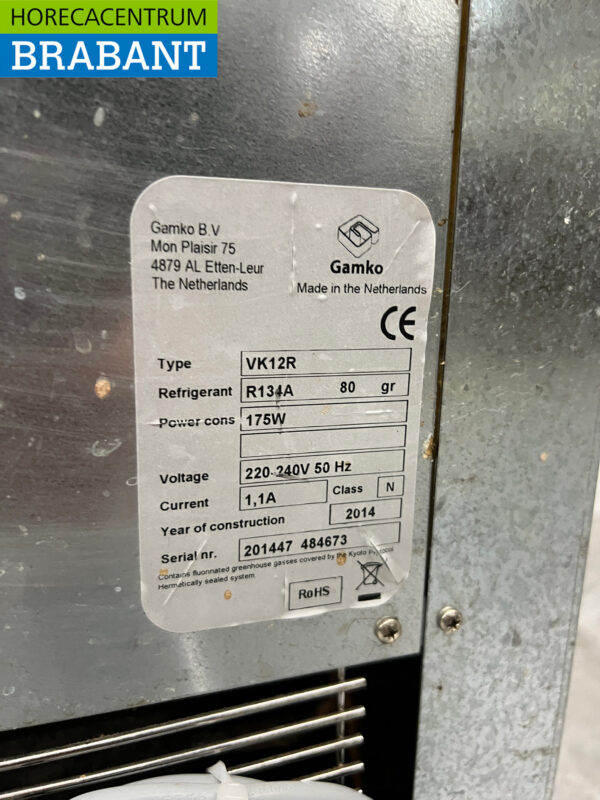 HORECACENTRUM
BRABANT
Gamko B.V
Mon Plaisir 75
4879 AL Etten-Leur
The Netherlands
Gamko
Made in the Netherlands
CE
Type VK12R
Refrigerant R134A 80 gr
Power cons 175W
Voltage 220-240V 50 Hz
Current 1,1A Class N
Year of construction 2014
Serial nr. 201447 484673
Contains fluorinated greenhouse gasses covered by the Kyoto Protocol
Hermetically sealed system
RoHS